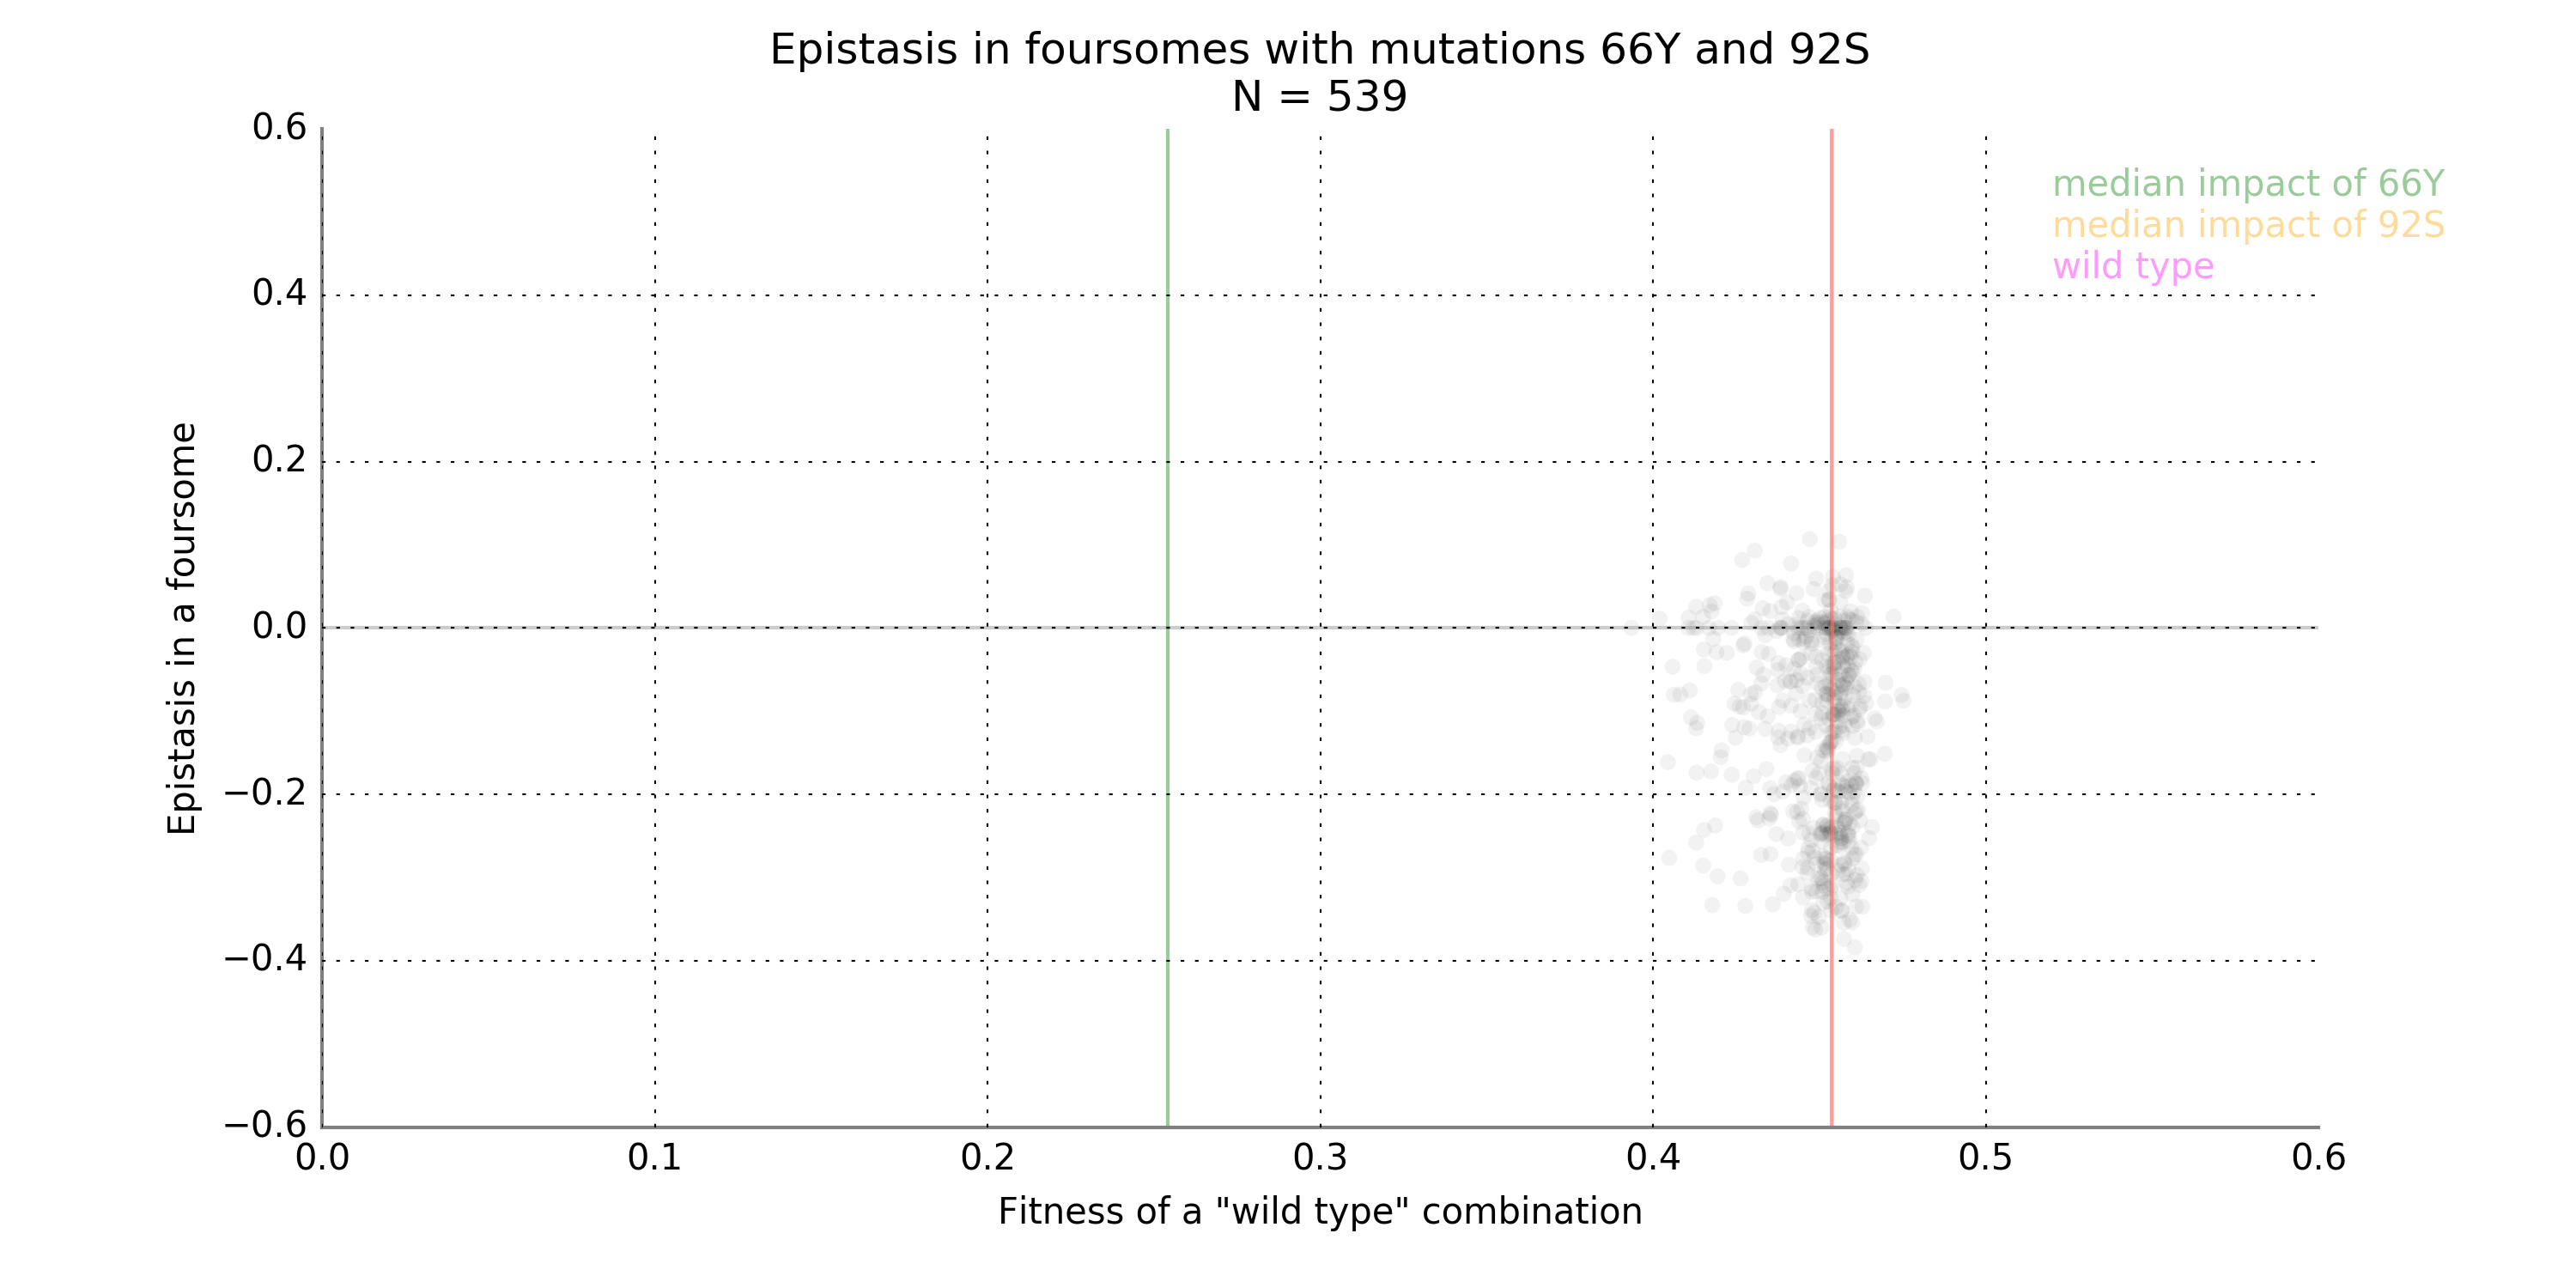 Epistasis in foursomes with mutations 66Y and 92S
N = 539
median impact of 66Y
median impact of 92S
wild type
Epistasis in a foursome
0.6
0.4
0.2
0.0
−0.2
−0.4
−0.6
0.0 0.1 0.2 0.3 0.4 0.5 0.6
Fitness of a "wild type" combination